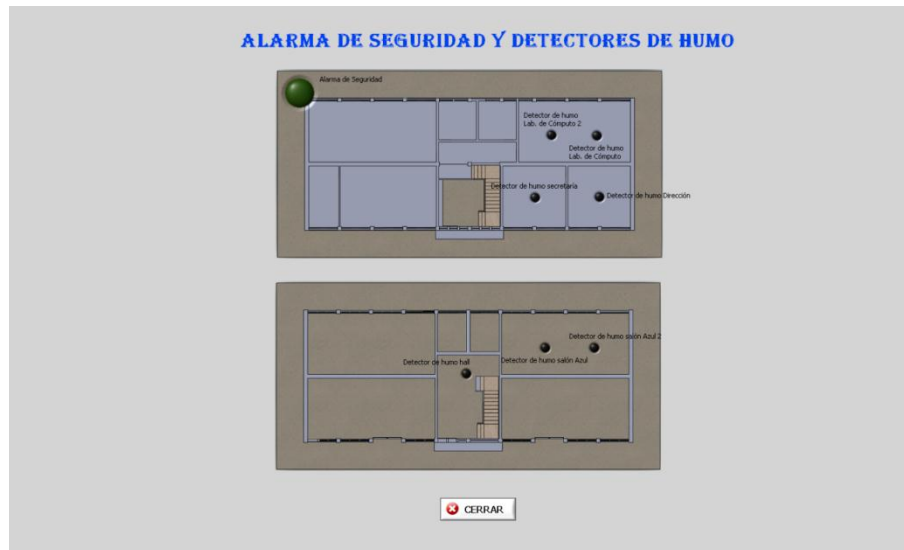 ALARMA DE SEGURIDAD Y DETECTORES DE HUMO
Alarma de Seguridad
Detector de humo
Lab. de Cómputo 2
Detector de humo
Lab. de Cómputo
Detector de humo secretaria
Detector de humo Dirección
Detector de humo salón Azul 2
Detector de humo hall
Detector de humo salón Azul
CERRAR